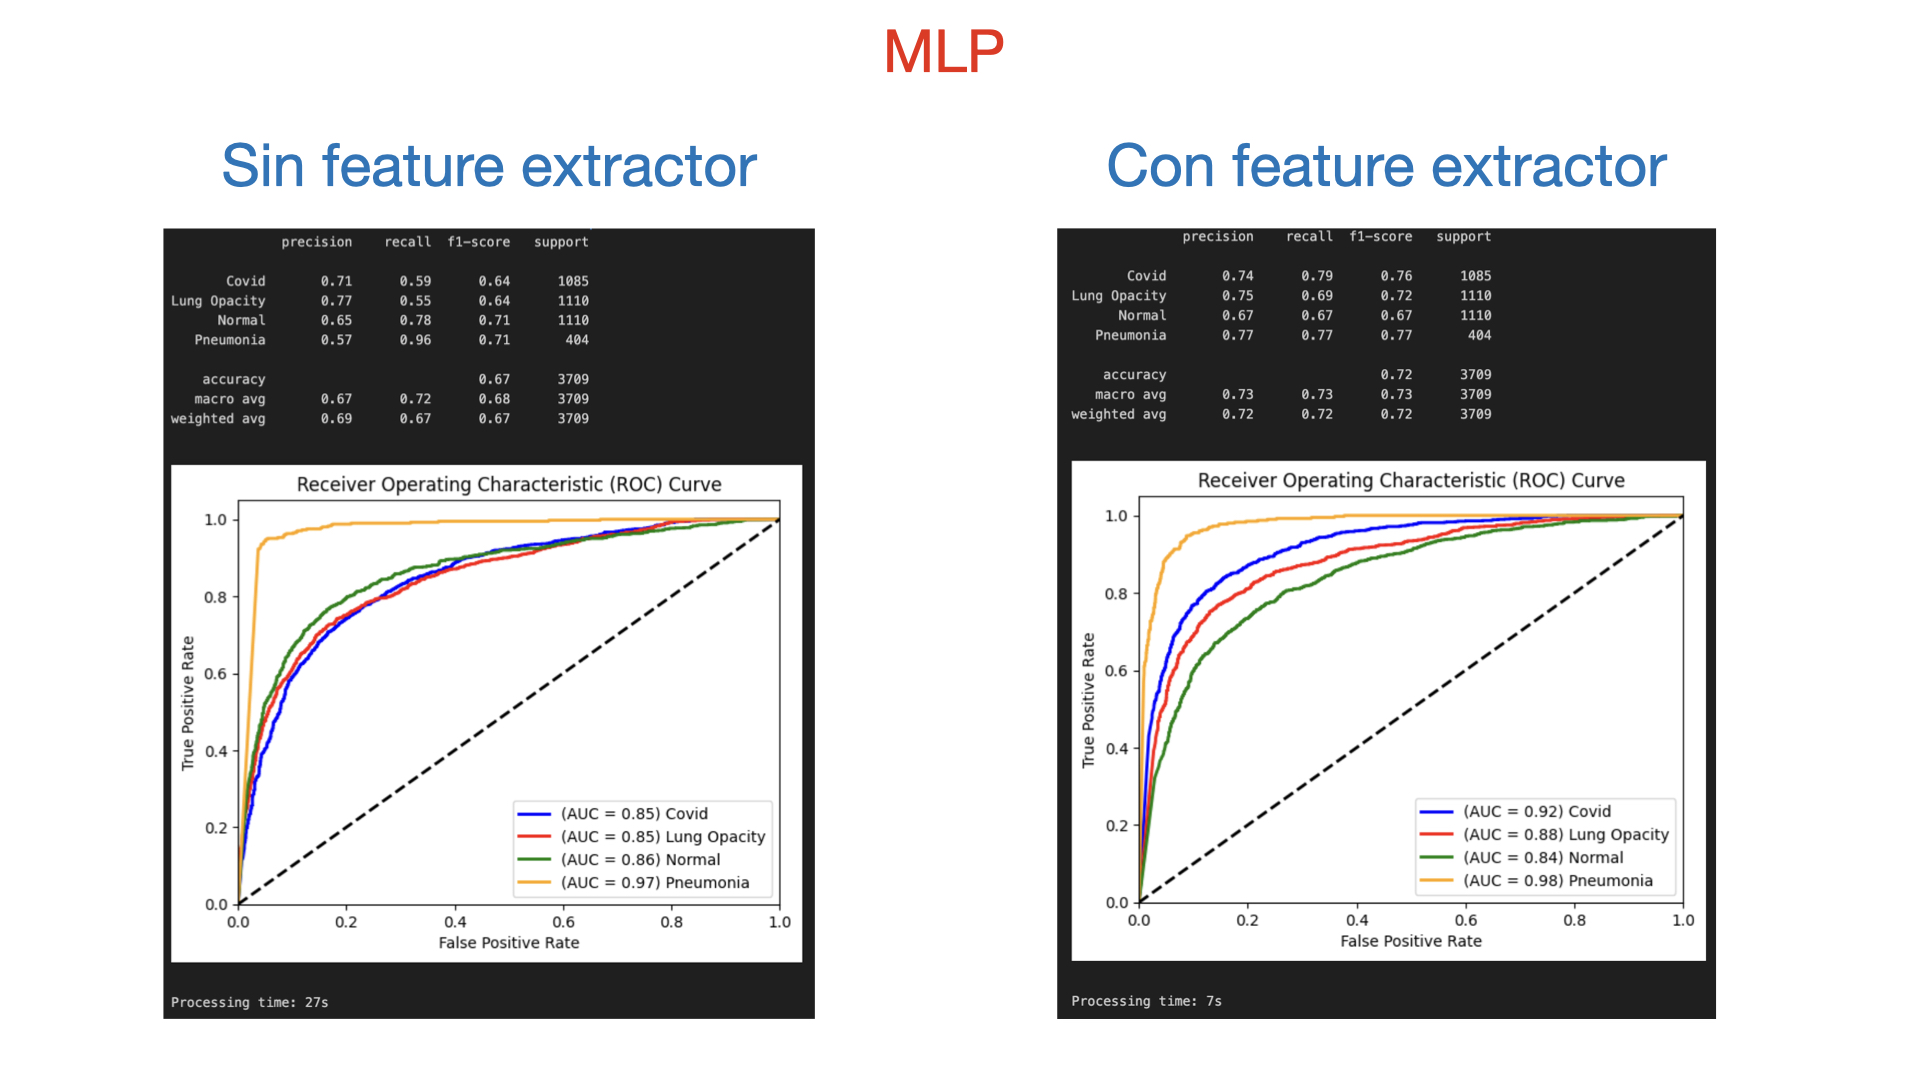 MLP
Sin feature extractor
precision recall f1-score support
Covid 0.71 0.59 0.64 1085
Lung Opacity 0.77 0.55 0.64 1110
Normal 0.65 0.78 0.71 1110
Pneumonia 0.57 0.96 0.71 404
accuracy 0.67 3709
macro avg 0.67 0.72 0.68 3709
weighted avg 0.69 0.67 0.67 3709
Receiver Operating Characteristic (ROC) Curve
True Positive Rate
1.0
0.8
0.6
0.4
0.2
0.0
(AUC = 0.85) Covid
(AUC = 0.85) Lung Opacity
(AUC = 0.86) Normal
(AUC = 0.97) Pneumonia
0.0 0.2 0.4 0.6 0.8 1.0
False Positive Rate
Processing time: 27s
Con feature extractor
precision recall f1-score support
Covid 0.74 0.79 0.76 1085
Lung Opacity 0.75 0.69 0.72 1110
Normal 0.67 0.67 0.67 1110
Pneumonia 0.77 0.77 0.77 404
accuracy 0.72 3709
macro avg 0.73 0.73 0.73 3709
weighted avg 0.72 0.72 0.72 3709
Receiver Operating Characteristic (ROC) Curve
True Positive Rate
1.0
0.8
0.6
0.4
0.2
0.0
(AUC = 0.92) Covid
(AUC = 0.88) Lung Opacity
(AUC = 0.84) Normal
(AUC = 0.98) Pneumonia
0.0 0.2 0.4 0.6 0.8 1.0
False Positive Rate
Processing time: 7s